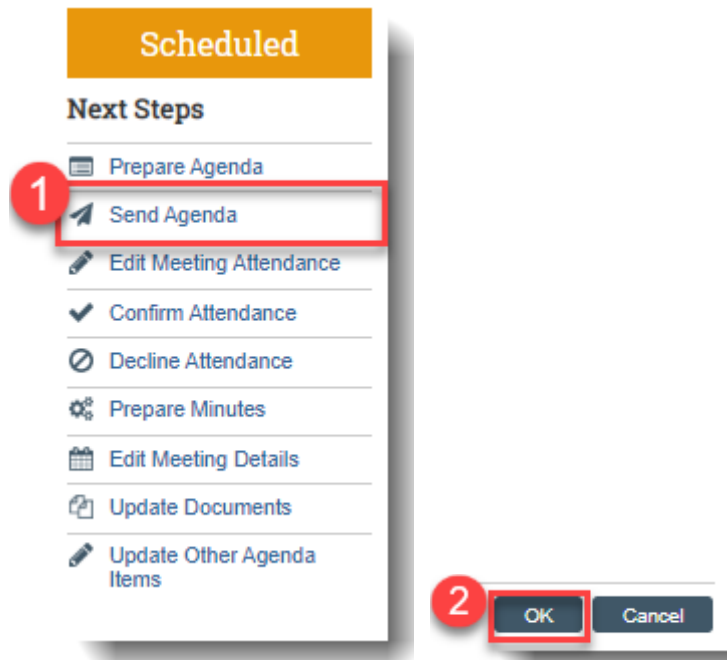 Scheduled
Next Steps
Prepare Agenda
1
Send Agenda
Edit Meeting Attendance
Confirm Attendance
Decline Attendance
Prepare Minutes
Edit Meeting Details
Update Documents
Update Other Agenda
Items
2
OK
Cancel